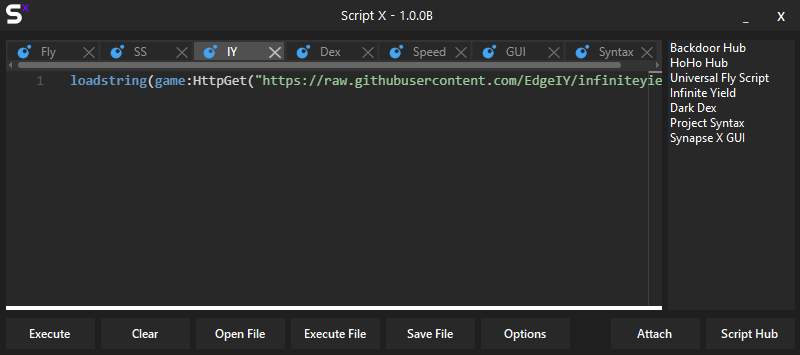 S x
Script X - 1.0.0B
_ X
Fly SS IY Dex Speed GUI Syntax
1 loadstring(game:HttpGet("https://raw.githubusercontent.com/EdgeIY/infiniteyie
Backdoor Hub
HoHo Hub
Universal Fly Script
Infinite Yield
Dark Dex
Project Syntax
Synapse X GUI
Execute Clear Open File Execute File Save File Options Attach Script Hub